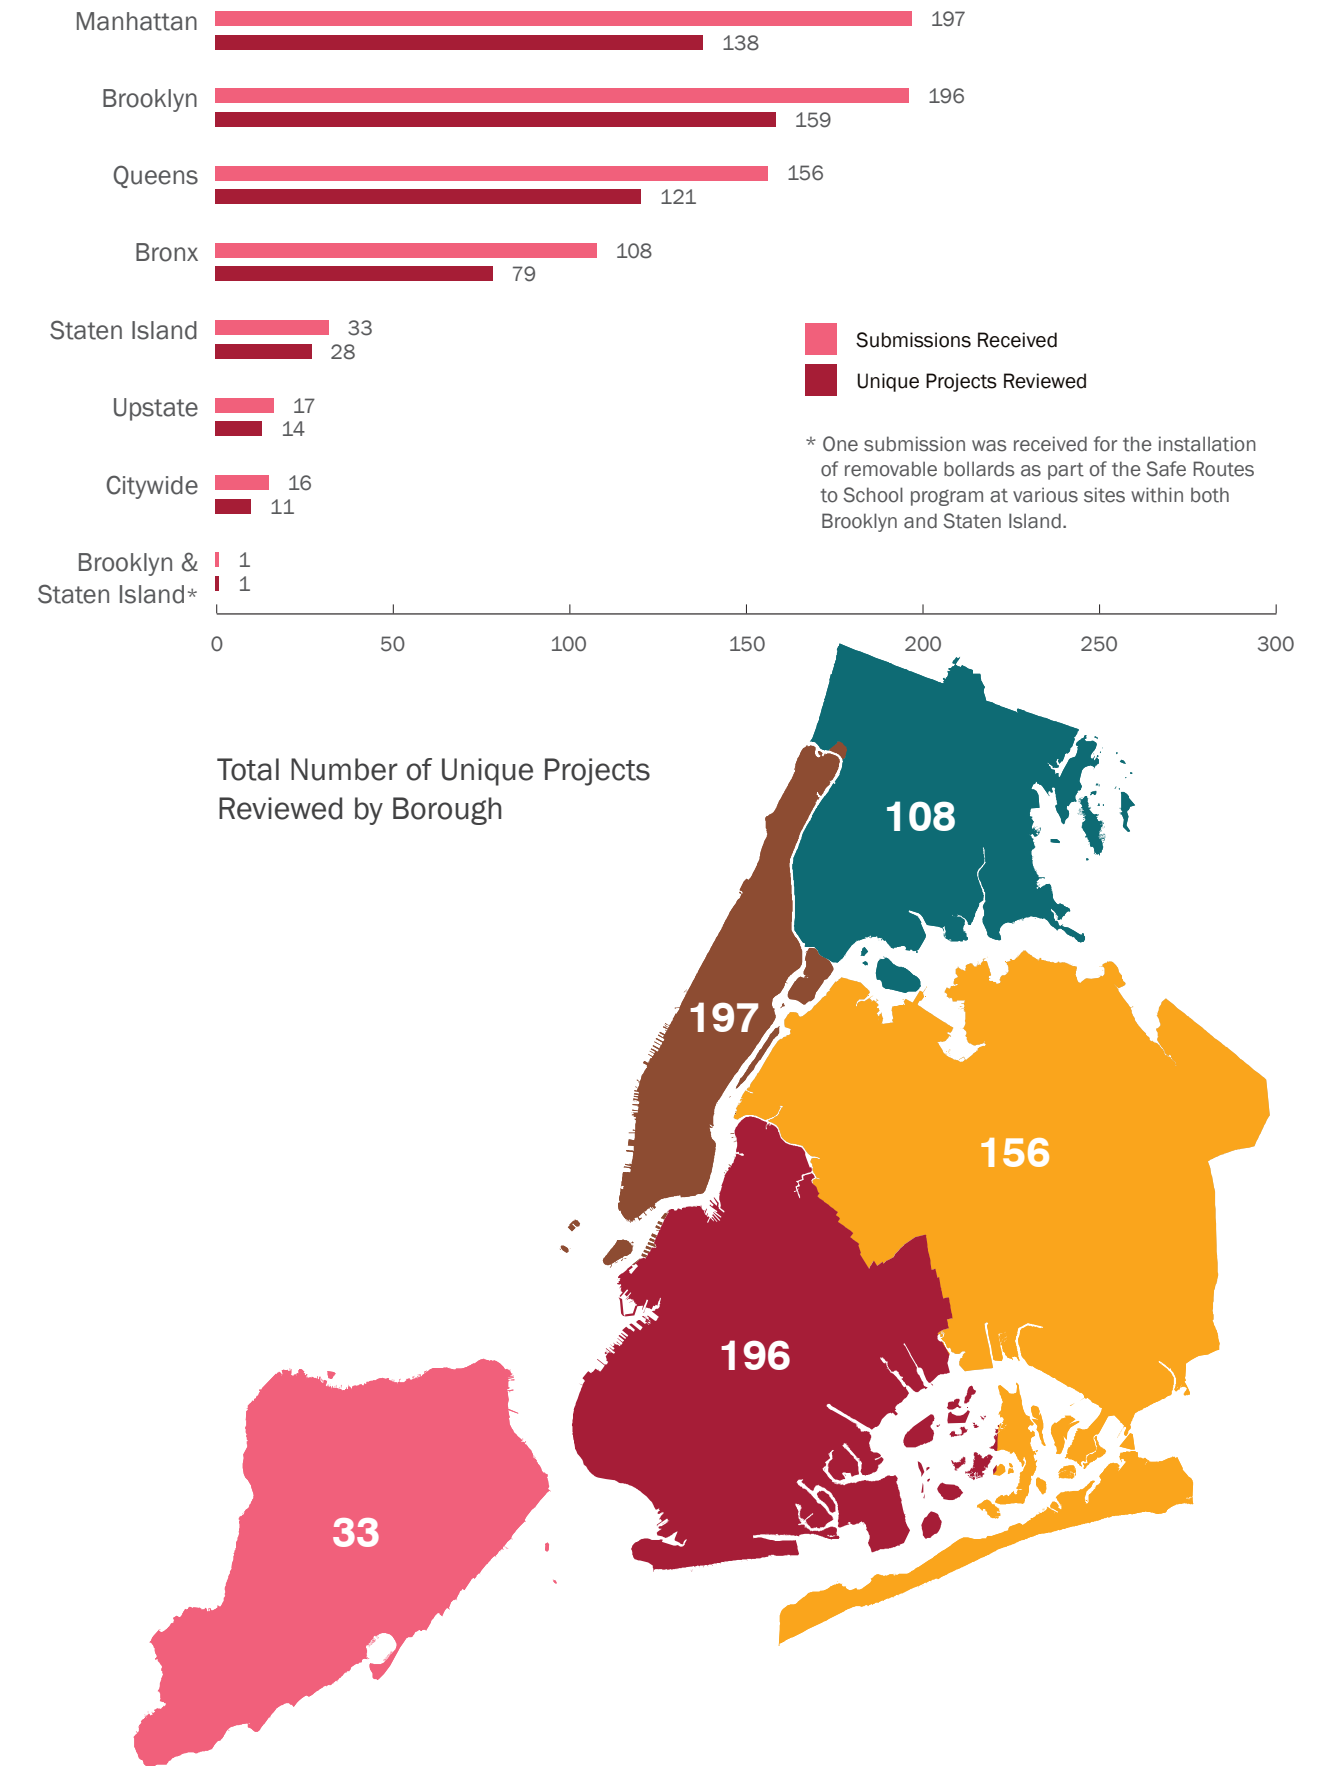 Manhattan
197
138
Brooklyn
196
159
Queens
156
121
Bronx
108
79
Staten Island
33
28
Upstate
17
14
Citywide
16
11
Brooklyn &
Staten Island*
1
1
Submissions Received
Unique Projects Reviewed
* One submission was received for the installation
of removable bollards as part of the Safe Routes
to School program at various sites within both
Brooklyn and Staten Island.
0 50 100 150 200 250 300
Total Number of Unique Projects
Reviewed by Borough
108
197
156
196
33